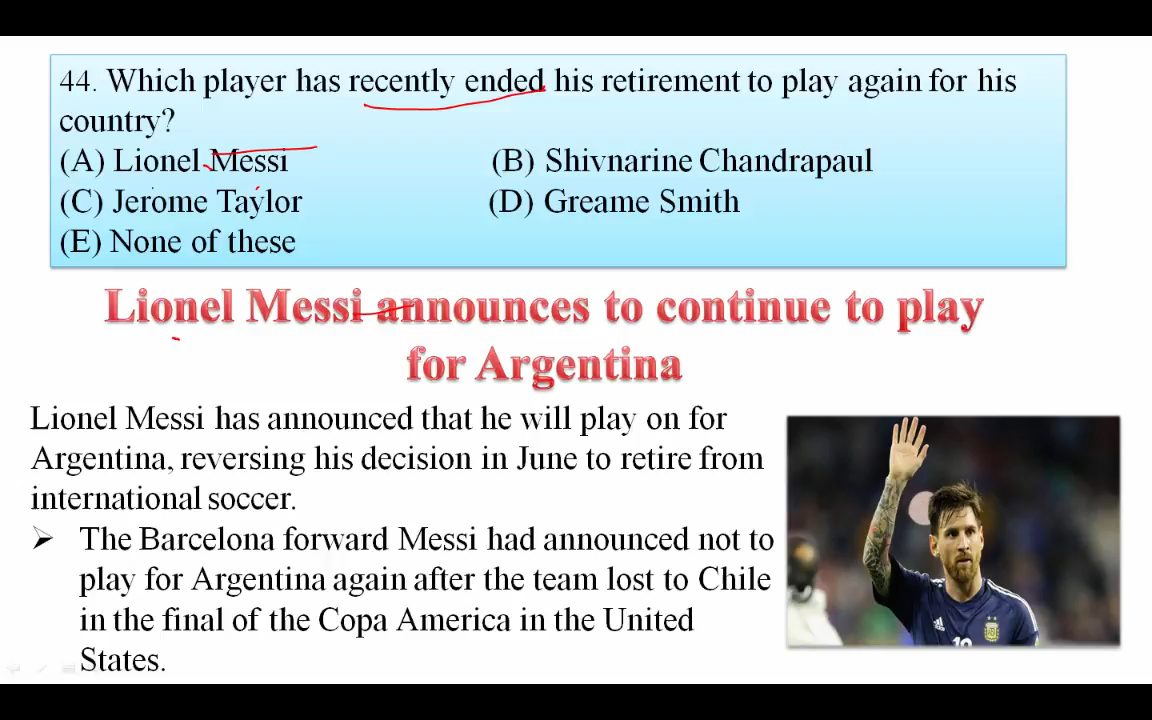 44. Which player has recently ended his retirement to play again for his
country?
(A) Lionel Messi (B) Shivnarine Chandrapaul
(C) Jerome Taylor (D) Greame Smith
(E) None of these
Lionel Messi announces to continue to play
for Argentina
Lionel Messi has announced that he will play on for
Argentina, reversing his decision in June to retire from
international soccer.
➢ The Barcelona forward Messi had announced not to
play for Argentina again after the team lost to Chile
in the final of the Copa America in the United
States.